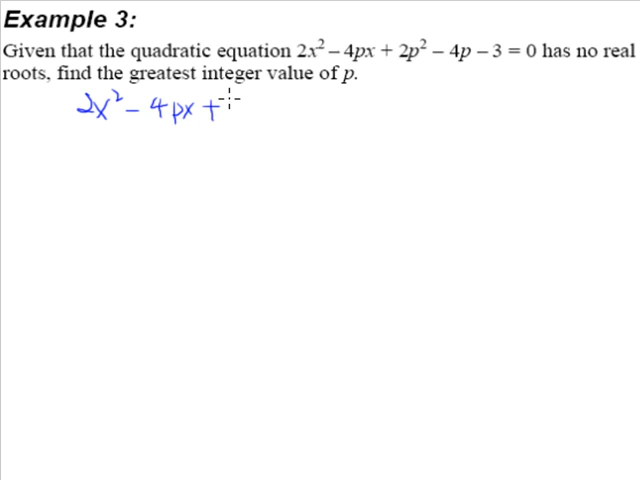 Example 3:
Given that the quadratic equation 2x² – 4px + 2p² – 4p – 3 = 0 has no real
roots, find the greatest integer value of p.
2x² – 4px +